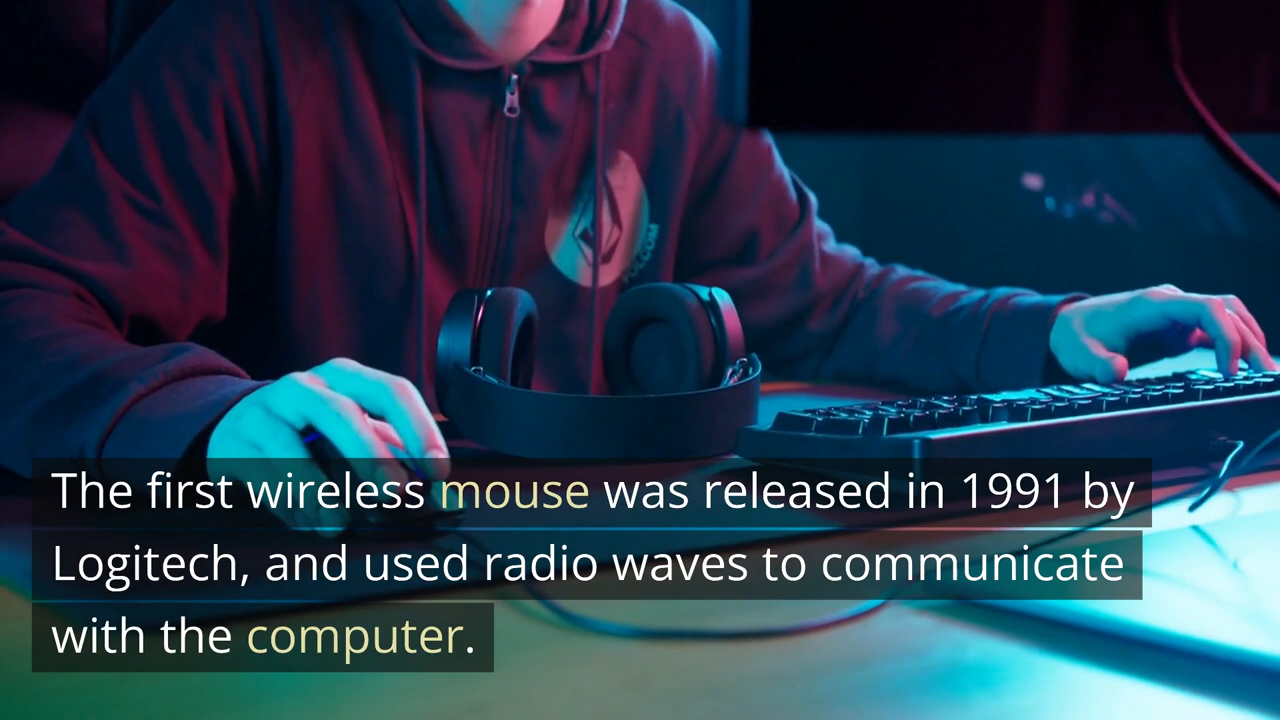 VOLCOM
The first wireless mouse was released in 1991 by
Logitech, and used radio waves to communicate
with the computer.